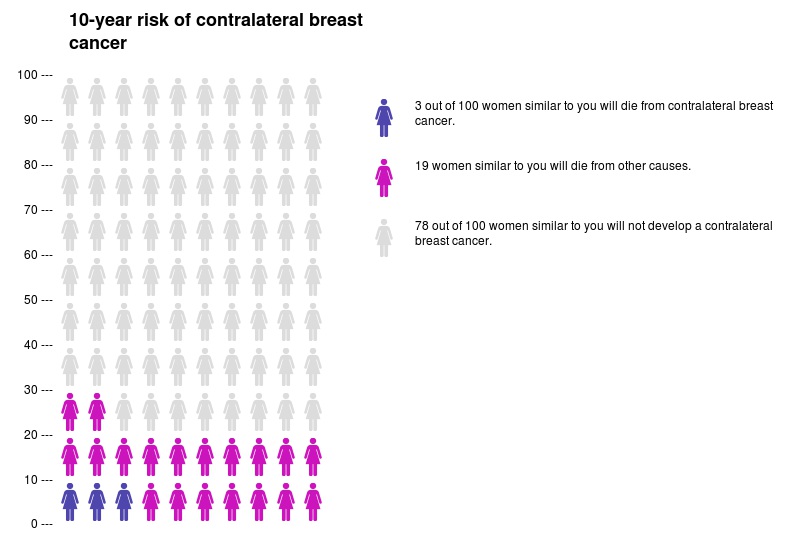 10-year risk of contralateral breast
cancer
100 ---
90 ---
80 ---
70 ---
60 ---
50 ---
40 ---
30 ---
20 ---
10 ---
0 ---
3 out of 100 women similar to you will die from contralateral breast
cancer.
19 women similar to you will die from other causes.
78 out of 100 women similar to you will not develop a contralateral
breast cancer.